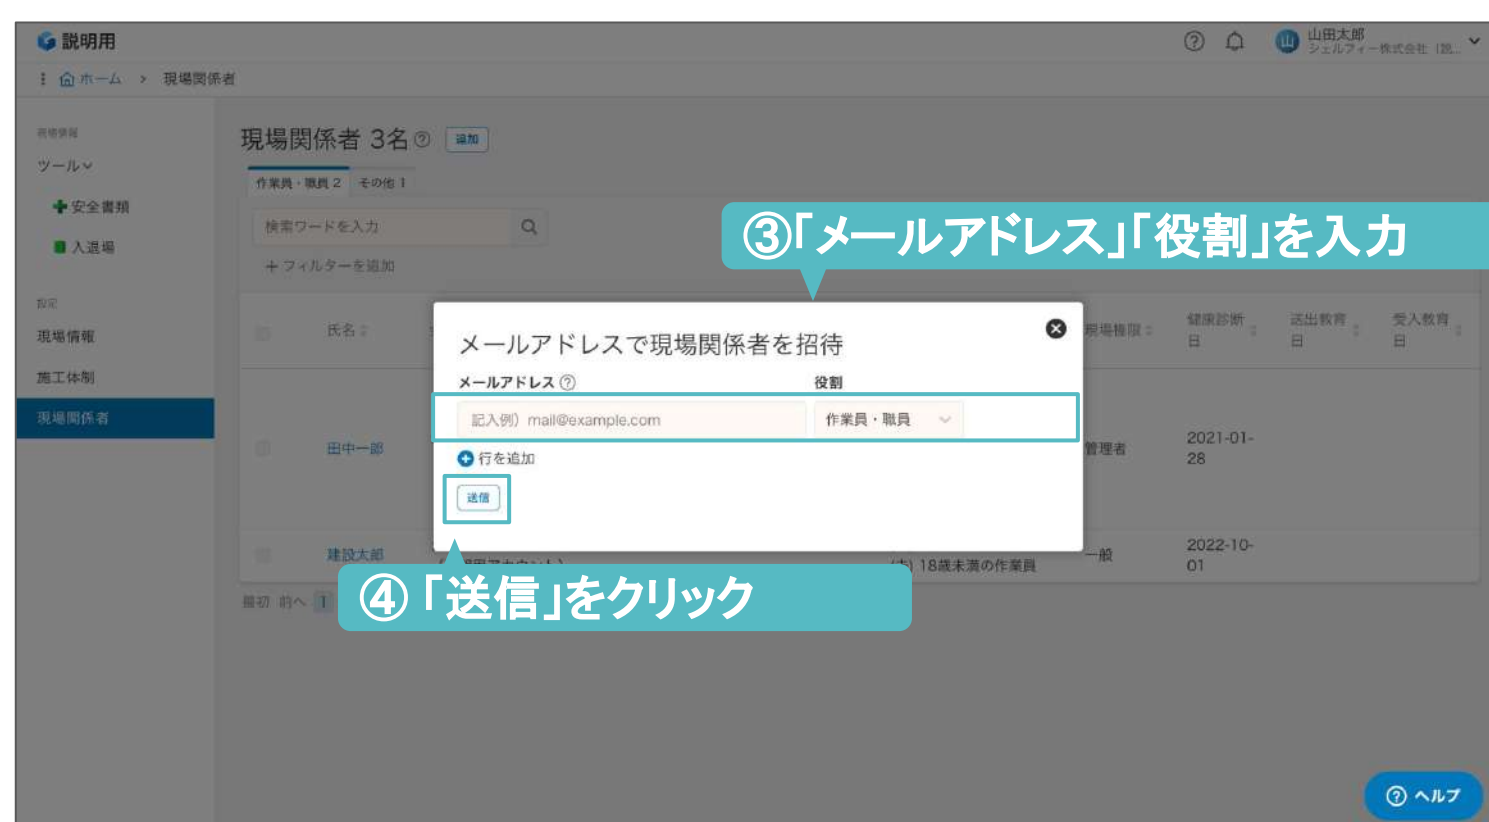 説明用
山田太郎
シェルフィー株式会社（説...
ホーム > 現場関係者
現場情報
ツール
安全書類
入退場
設定
現場情報
施工体制
現場関係者
現場関係者 3名
追加
作業員・職員 2 その他 1
検索ワードを入力
＋フィルターを追加
③「メールアドレス」「役割」を入力
氏名
現場権限
健康診断日
送出教育日
受入教育日
メールアドレスで現場関係者を招待
メールアドレス
役割
記入例）mail@example.com
作業員・職員
行を追加
送信
田中一郎
管理者
2021-01-28
建設太郎
18歳未満の作業員
一般
2022-10-01
最初 前へ 1
④「送信」をクリック
ヘルプ